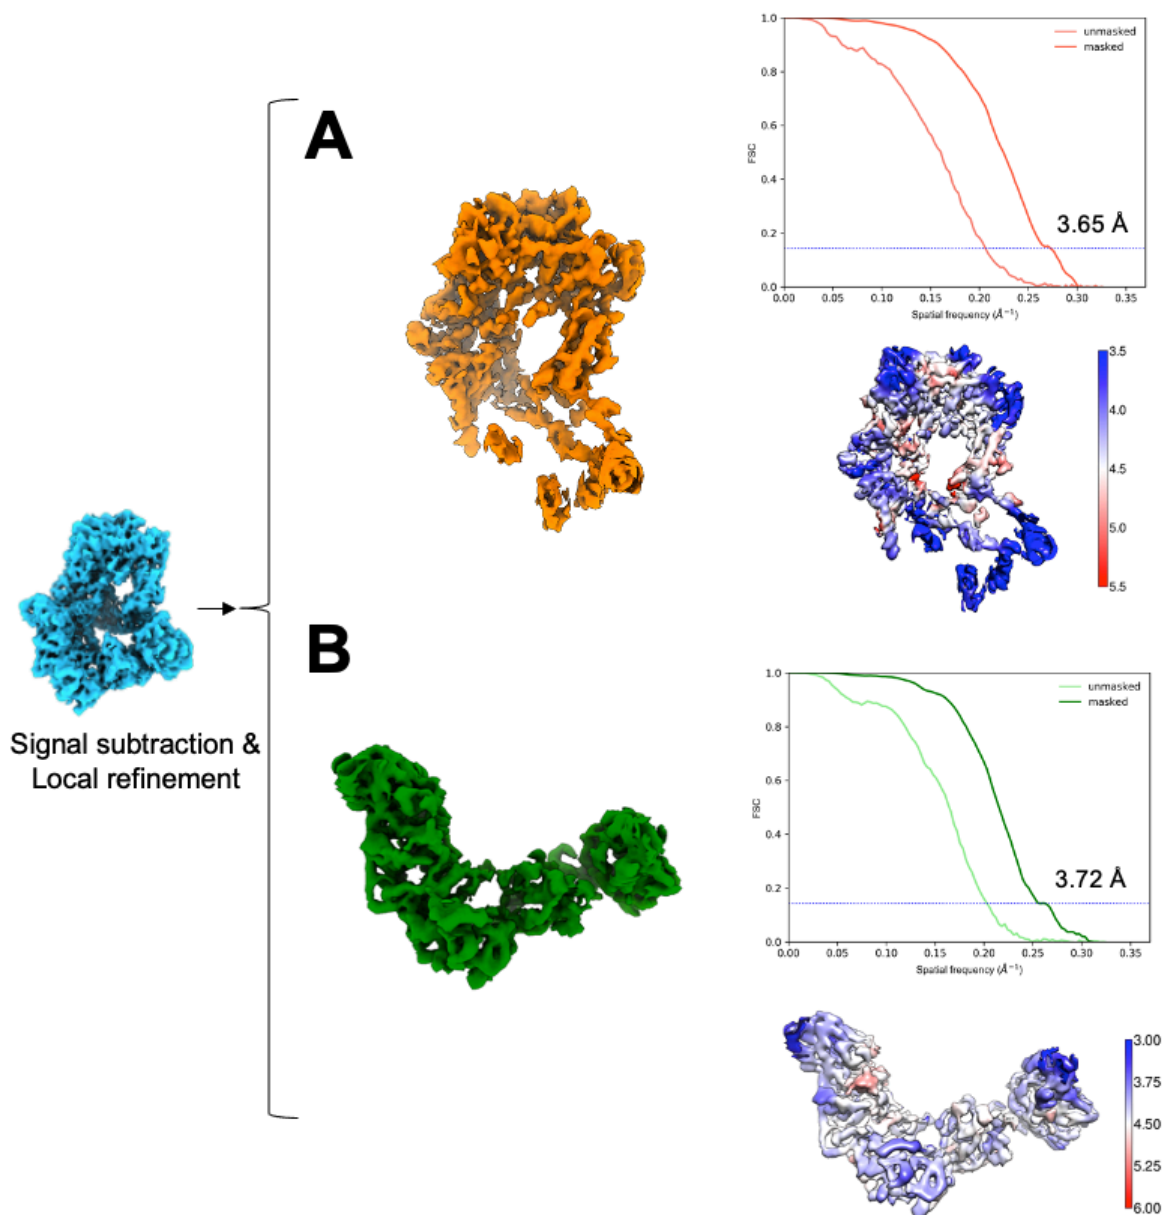 A
1.0
0.8
0.6
0.4
0.2
0.0
FSC
unmasked
masked
3.65 Å
0.00 0.05 0.10 0.15 0.20 0.25 0.30 0.35
Spatial frequency (Å⁻¹)
3.5
4.0
4.5
5.0
5.5
Signal subtraction &
Local refinement
B
1.0
0.8
0.6
0.4
0.2
0.0
FSC
unmasked
masked
3.72 Å
0.00 0.05 0.10 0.15 0.20 0.25 0.30 0.35
Spatial frequency (Å⁻¹)
3.00
3.75
4.50
5.25
6.00